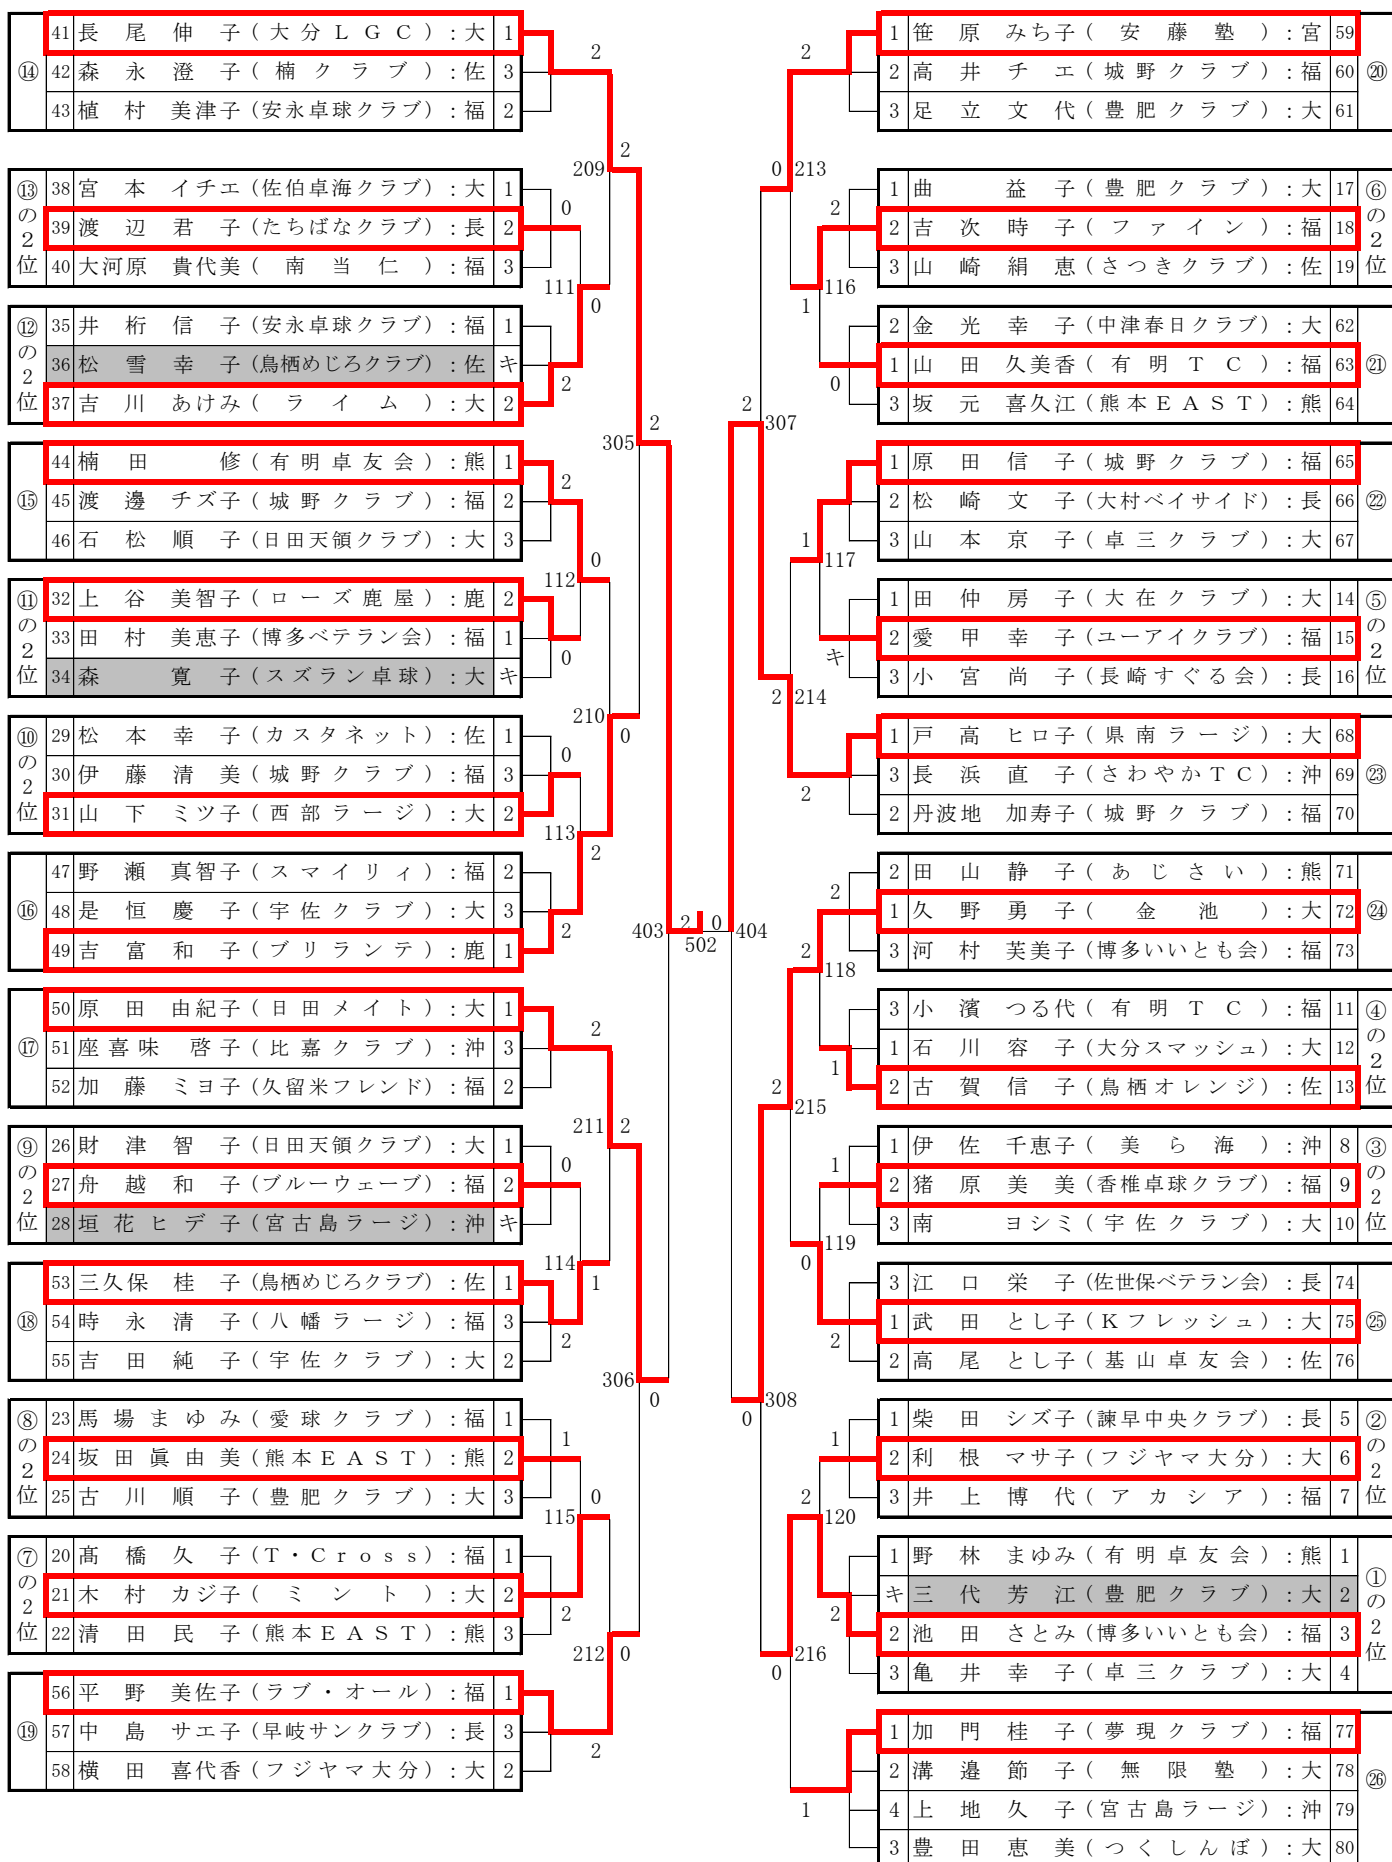 ⑭
41 長尾伸子(大分LGC):大 1
42 森永澄子(楠クラブ):佐 3
43 植村美津子(安永卓球クラブ):福 2
⑬の2位
38 宮本イチエ(佐伯卓海クラブ):大 1
39 渡辺君子(たちばなクラブ):長 2
40 大河原貴代美(南当仁):福 3
⑫の2位
35 井桁信子(安永卓球クラブ):福 1
36 松雪幸子(鳥栖めじろクラブ):佐 キ
37 吉川あけみ(ライム):大 2
⑮
44 楠田修(有明卓友会):熊 1
45 渡邊チズ子(城野クラブ):福 2
46 石松順子(日田天領クラブ):大 3
⑪の2位
32 上谷美智子(ローズ鹿屋):鹿 2
33 田村美恵子(博多ベテラン会):福 1
34 森寛子(スズラン卓球):大 キ
⑩の2位
29 松本幸子(カスタネット):佐 1
30 伊藤清美(城野クラブ):福 3
31 山下ミツ子(西部ラージ):大 2
⑯
47 野瀬真智子(スマイリィ):福 2
48 是恒慶子(宇佐クラブ):大 3
49 吉富和子(ブリランテ):鹿 1
⑰
50 原田由紀子(日田メイト):大 1
51 座喜味啓子(比嘉クラブ):沖 3
52 加藤ミヨ子(久留米フレンド):福 2
⑨の2位
26 財津智子(日田天領クラブ):大 1
27 舟越和子(ブルーウェーブ):福 2
28 垣花ヒデ子(宮古島ラージ):沖 キ
⑱
53 三久保桂子(鳥栖めじろクラブ):佐 1
54 時永清子(八幡ラージ):福 3
55 吉田純子(宇佐クラブ):大 2
⑧の2位
23 馬場まゆみ(愛球クラブ):福 1
24 坂田眞由美(熊本EAST):熊 2
25 古川順子(豊肥クラブ):大 3
⑦の2位
20 髙橋久子(T・Cross):福 1
21 木村カジ子(ミント):大 2
22 清田民子(熊本EAST):熊 3
⑲
56 平野美佐子(ラブ・オール):福 1
57 中島サエ子(早岐サンクラブ):長 3
58 横田喜代香(フジヤマ大分):大 2
2
209 2
0
111 0
2
305 2
2
112 0
0
210 0
0
113 2
2
403 2 0 404
502
2
211 2
0
114 1
2
306 0
1
115 0
2
212 0
2
2
0 213
2
1 116
0
2 307
1 117
キ
2 214
2
2
2 118
1
2 215
1
0 119
2
0 308
1
2 120
2
0 216
1
1 笹原みち子(安藤塾):宮 59
2 高井チエ(城野クラブ):福 60
3 足立文代(豊肥クラブ):大 61
⑳
1 曲益子(豊肥クラブ):大 17
2 吉次時子(ファイン):福 18
3 山崎絹恵(さつきクラブ):佐 19
⑥の2位
2 金光幸子(中津春日クラブ):大 62
1 山田久美香(有明TC):福 63
3 坂元喜久江(熊本EAST):熊 64
㉑
1 原田信子(城野クラブ):福 65
2 松崎文子(大村ベイサイド):長 66
3 山本京子(卓三クラブ):大 67
㉒
1 田仲房子(大在クラブ):大 14
2 愛甲幸子(ユーアイクラブ):福 15
3 小宮尚子(長崎すぐる会):長 16
⑤の2位
1 戸高ヒロ子(県南ラージ):大 68
3 長浜直子(さわやかTC):沖 69
2 丹波地加寿子(城野クラブ):福 70
㉓
2 田山静子(あじさい):熊 71
1 久野勇子(金池):大 72
3 河村芙美子(博多いいとも会):福 73
㉔
3 小濱つる代(有明TC):福 11
1 石川容子(大分スマッシュ):大 12
2 古賀信子(鳥栖オレンジ):佐 13
④の2位
1 伊佐千恵子(美ら海):沖 8
2 猪原美美(香椎卓球クラブ):福 9
3 南ヨシミ(宇佐クラブ):大 10
③の2位
3 江口栄子(佐世保ベテラン会):長 74
1 武田とし子(Kフレッシュ):大 75
2 高尾とし子(基山卓友会):佐 76
㉕
1 柴田シズ子(諫早中央クラブ):長 5
2 利根マサ子(フジヤマ大分):大 6
3 井上博代(アカシア):福 7
②の2位
1 野林まゆみ(有明卓友会):熊 1
キ 三代芳江(豊肥クラブ):大 2
2 池田さとみ(博多いいとも会):福 3
3 亀井幸子(卓三クラブ):大 4
①の2位
1 加門桂子(夢現クラブ):福 77
2 溝邉節子(無限塾):大 78
4 上地久子(宮古島ラージ):沖 79
3 豊田恵美(つくしんぼ):大 80
㉖